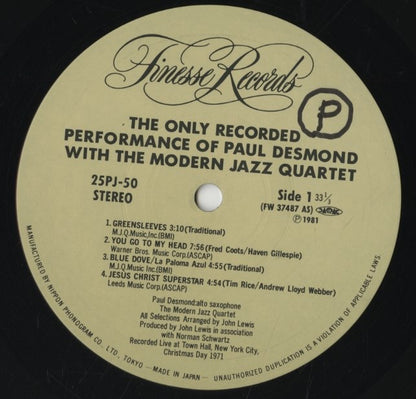 Finesse Records
P
THE ONLY RECORDED
PERFORMANCE OF PAUL DESMOND
WITH THE MODERN JAZZ QUARTET
25PJ-50
STEREO
Side 1 33 1/3
(FW 37487 AS)
Ⓟ1981
1. GREENSLEEVES 3:10 (Traditional)
M.J.Q. Music, Inc. (BMI)
2. YOU GO TO MY HEAD 7:56 (Fred Coots/Haven Gillespie)
Warner Bros. Music Corp. (ASCAP)
3. BLUE DOVE/La Paloma Azul 4:55 (Traditional)
M.J.Q. Music, Inc. (BMI)
4. JESUS CHRIST SUPERSTAR 4:54 (Tim Rice/Andrew Lloyd Webber)
Leeds Music Corp. (ASCAP)
Paul Desmond: alto saxophone
The Modern Jazz Quartet
All Selections Arranged by John Lewis
Produced by John Lewis in association
with Norman Schwartz
Recorded Live at Town Hall, New York City,
Christmas Day 1971
MANUFACTURED BY NIPPON PHONOGRAM CO., LTD., TOKYO — MADE IN JAPAN — UNAUTHORIZED DUPLICATION IS A VIOLATION OF APPLICABLE LAWS.